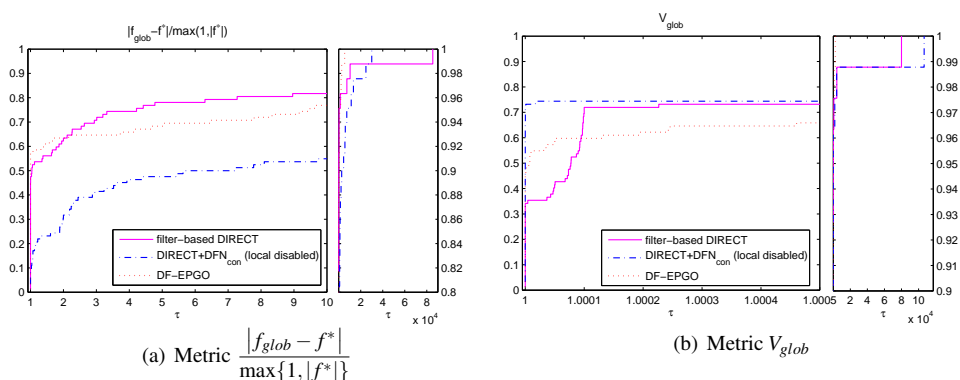 |f_glob−f*|/max(1,|f*|)
1
0.9
0.8
0.7
0.6
0.5
0.4
0.3
0.2
0.1
0
1 2 3 4 5 6 7 8 9 10
τ
filter−based DIRECT
DIRECT+DFN_con (local disabled)
DF−EPGO
1
0.98
0.96
0.94
0.92
0.9
0.88
0.86
0.84
0.82
0.8
2 4 6 8
τ
x 10^4
(a) Metric |f_glob − f*| / max{1, |f*|}
V_glob
1
0.9
0.8
0.7
0.6
0.5
0.4
0.3
0.2
0.1
0
1 1.0001 1.0002 1.0003 1.0004 1.0005
τ
filter−based DIRECT
DIRECT+DFN_con (local disabled)
DF−EPGO
1
0.99
0.98
0.97
0.96
0.95
0.94
0.93
0.92
2 4 6 8 10 12
τ
x 10^4
(b) Metric V_glob